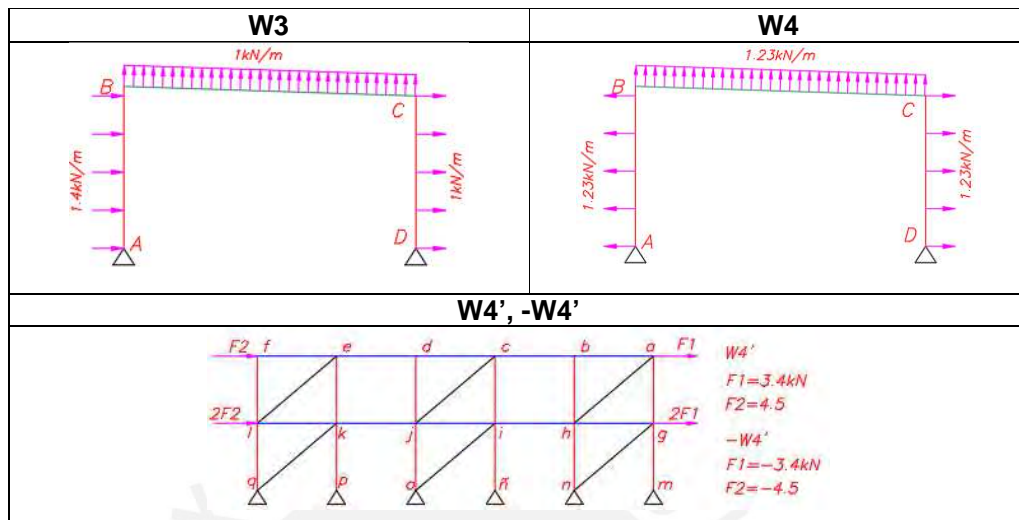 W3
W4
1kN/m
B
C
1.4kN/m
1kN/m
A
D
1.23kN/m
B
C
1.23kN/m
1.23kN/m
A
D
W4’, -W4’
F2 f e d c b a F1
2F2 2F1
l k j i h g
q p o ñ n m
W4'
F1=3.4kN
F2=4.5
-W4'
F1=-3.4kN
F2=-4.5